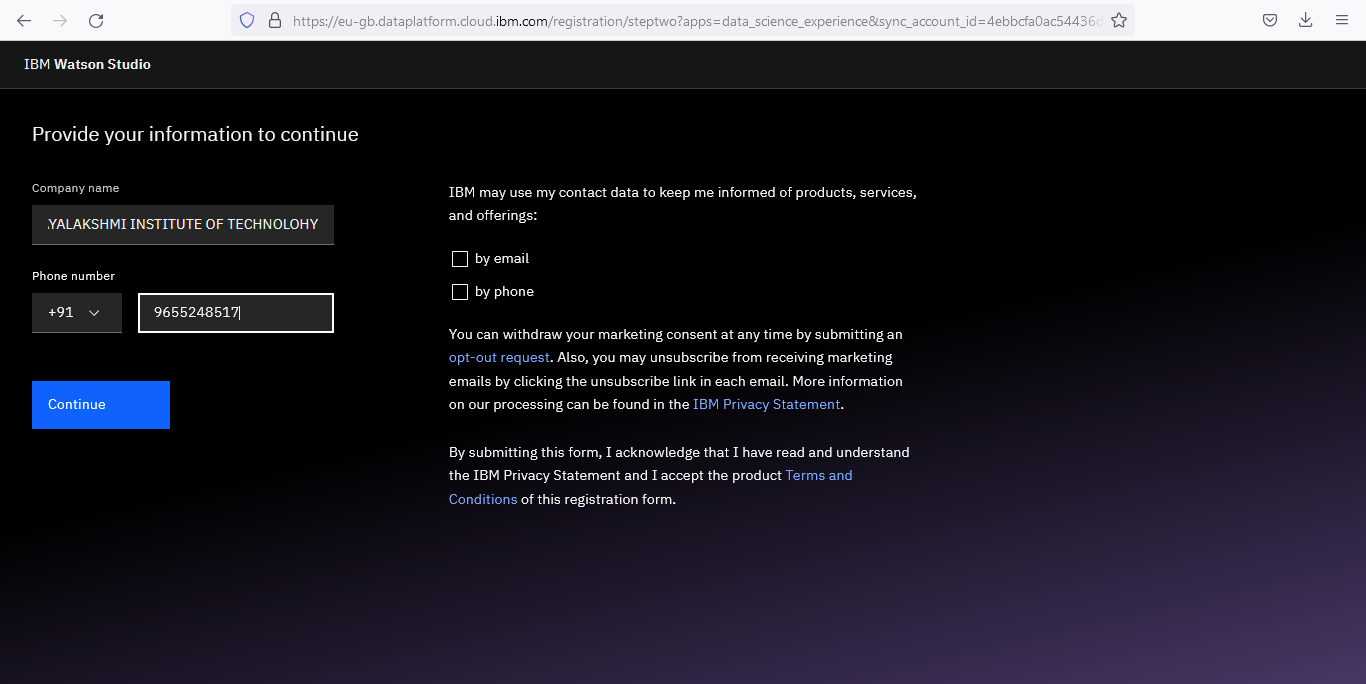 https://eu-gb.dataplatform.cloud.ibm.com/registration/steptwo?apps=data_science_experience&sync_account_id=4ebbcfa0ac54436d
IBM Watson Studio
Provide your information to continue
Company name
YALAKSHMI INSTITUTE OF TECHNOLOHY
Phone number
+91
9655248517
Continue
IBM may use my contact data to keep me informed of products, services,
and offerings:
by email
by phone
You can withdraw your marketing consent at any time by submitting an
opt-out request. Also, you may unsubscribe from receiving marketing
emails by clicking the unsubscribe link in each email. More information
on our processing can be found in the IBM Privacy Statement.
By submitting this form, I acknowledge that I have read and understand
the IBM Privacy Statement and I accept the product Terms and
Conditions of this registration form.